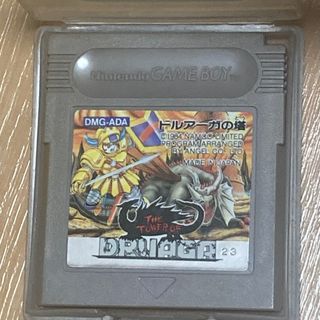 Nintendo GAME BOY
DMG-ADA
ドルアーガの塔
©1984 NAMCO LIMITED
PROGRAM ARRANGED
BY ANGEL CO., LTD.
MADE IN JAPAN
THE
TOWER OF
DRUAGA
23